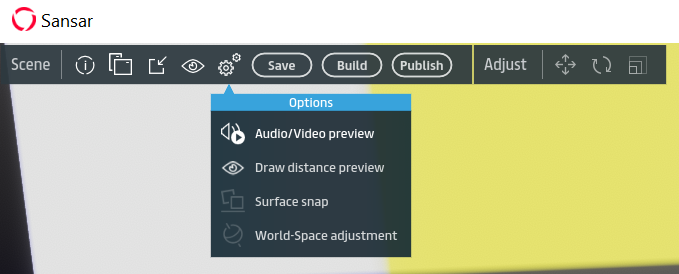 Sansar
Scene Save Build Publish Adjust
Options
Audio/Video preview
Draw distance preview
Surface snap
World-Space adjustment